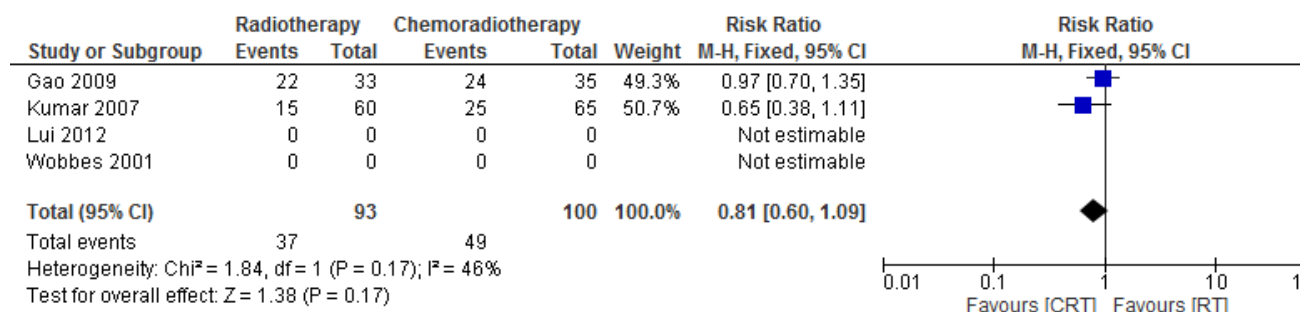 Radiotherapy Chemoradiotherapy Risk Ratio Risk Ratio
Study or Subgroup Events Total Events Total Weight M-H, Fixed, 95% CI M-H, Fixed, 95% CI
Gao 2009 22 33 24 35 49.3% 0.97 [0.70, 1.35]
Kumar 2007 15 60 25 65 50.7% 0.65 [0.38, 1.11]
Lui 2012 0 0 0 0 Not estimable
Wobbes 2001 0 0 0 0 Not estimable
Total (95% CI) 93 100 100.0% 0.81 [0.60, 1.09]
Total events 37 49
Heterogeneity: Chi² = 1.84, df = 1 (P = 0.17); I² = 46%
Test for overall effect: Z = 1.38 (P = 0.17)
0.01 0.1 1 10
Favours [CRT] Favours [RT]